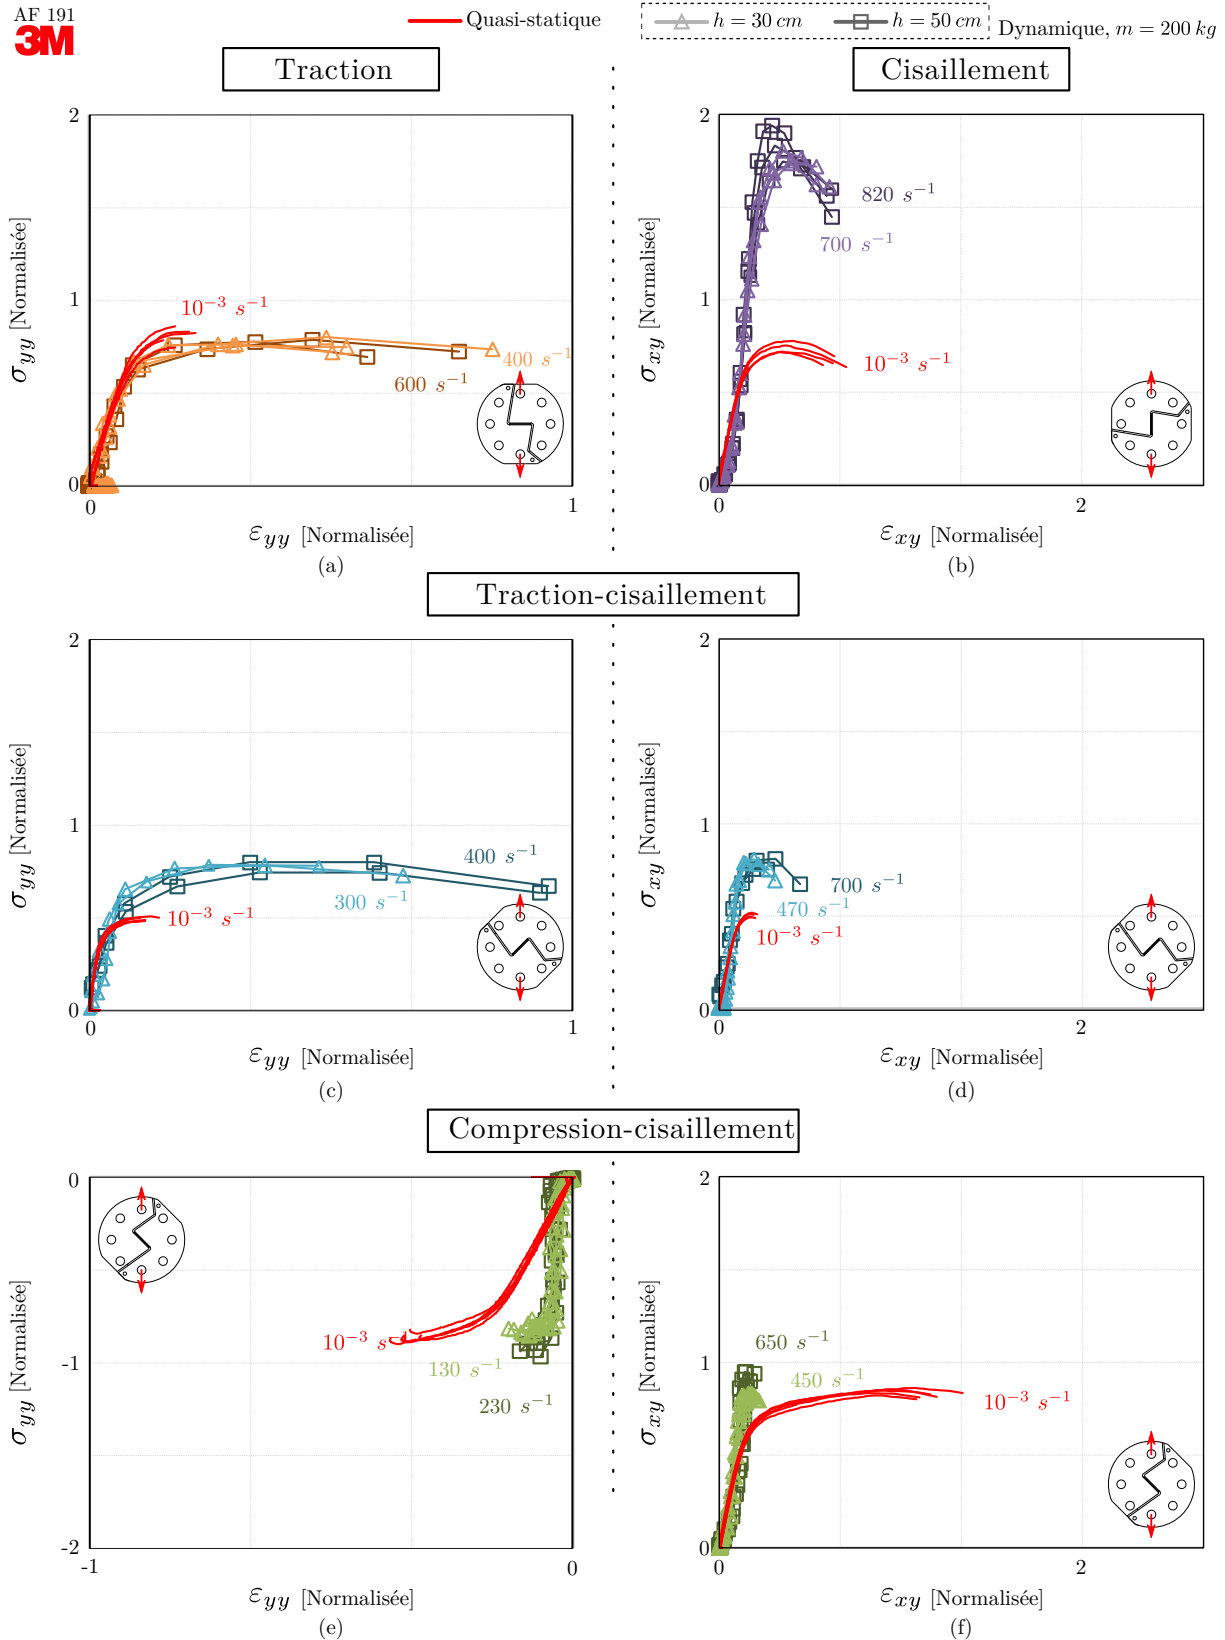 AF 191
3M
Quasi-statique
h = 30 cm
h = 50 cm
Dynamique, m = 200 kg
Traction
Cisaillement
2
1
0
σyy [Normalisée]
10⁻³ s⁻¹
400 s⁻¹
600 s⁻¹
0
1
εyy [Normalisée]
(a)
2
1
0
σxy [Normalisée]
820 s⁻¹
700 s⁻¹
10⁻³ s⁻¹
0
2
εxy [Normalisée]
(b)
Traction-cisaillement
2
1
0
σyy [Normalisée]
400 s⁻¹
300 s⁻¹
10⁻³ s⁻¹
0
1
εyy [Normalisée]
(c)
2
1
0
σxy [Normalisée]
700 s⁻¹
470 s⁻¹
10⁻³ s⁻¹
0
2
εxy [Normalisée]
(d)
Compression-cisaillement
0
-1
-2
σyy [Normalisée]
10⁻³ s⁻¹
130 s⁻¹
230 s⁻¹
-1
0
εyy [Normalisée]
(e)
2
1
0
σxy [Normalisée]
650 s⁻¹
450 s⁻¹
10⁻³ s⁻¹
0
2
εxy [Normalisée]
(f)